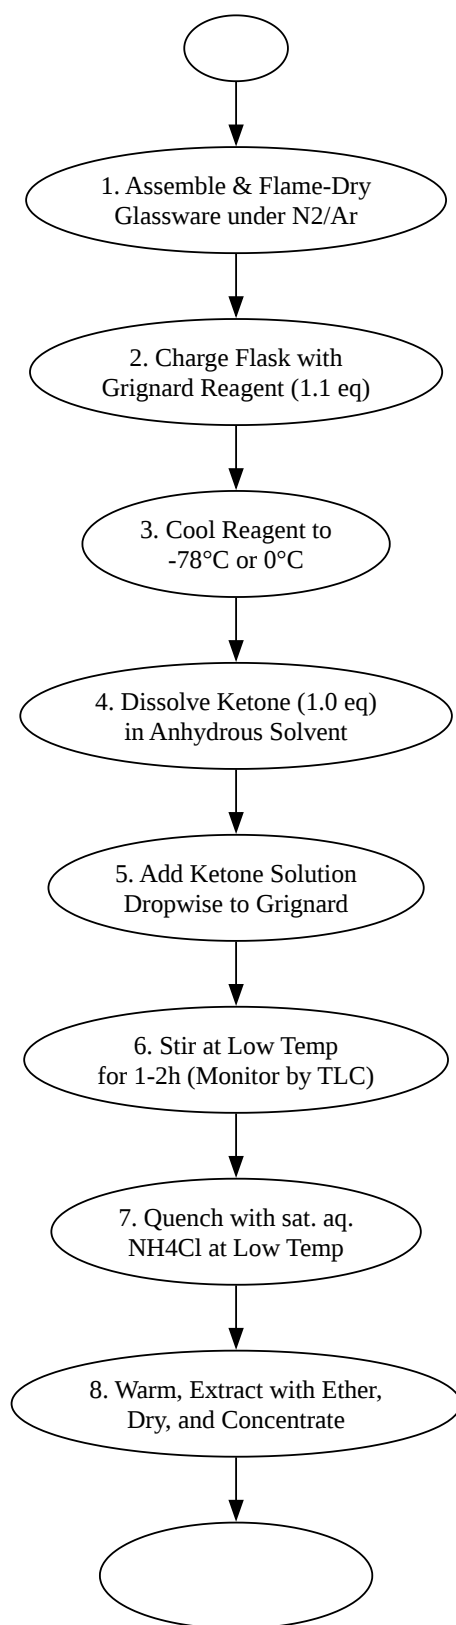 1. Assemble & Flame-Dry
Glassware under N2/Ar
2. Charge Flask with
Grignard Reagent (1.1 eq)
3. Cool Reagent to
-78°C or 0°C
4. Dissolve Ketone (1.0 eq)
in Anhydrous Solvent
5. Add Ketone Solution
Dropwise to Grignard
6. Stir at Low Temp
for 1-2h (Monitor by TLC)
7. Quench with sat. aq.
NH4Cl at Low Temp
8. Warm, Extract with Ether,
Dry, and Concentrate